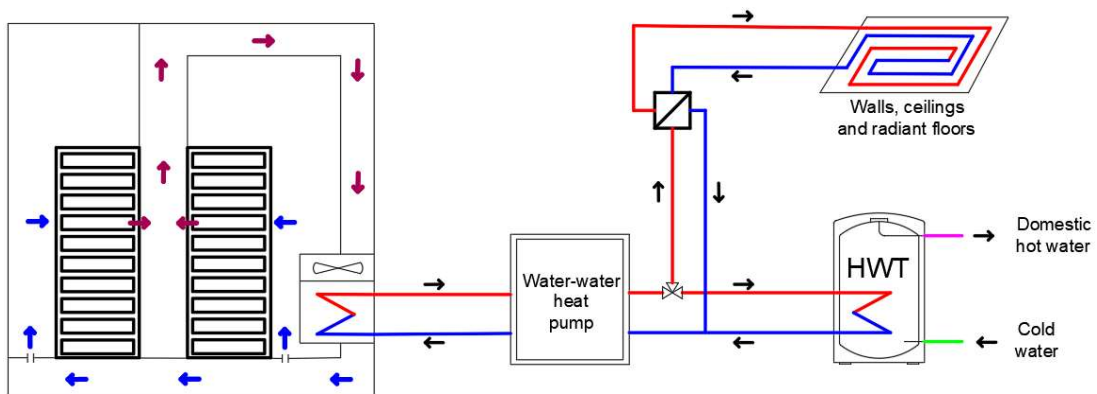 Walls, ceilings
and radiant floors
Water-water
heat
pump
HWT
Domestic
hot water
Cold
water